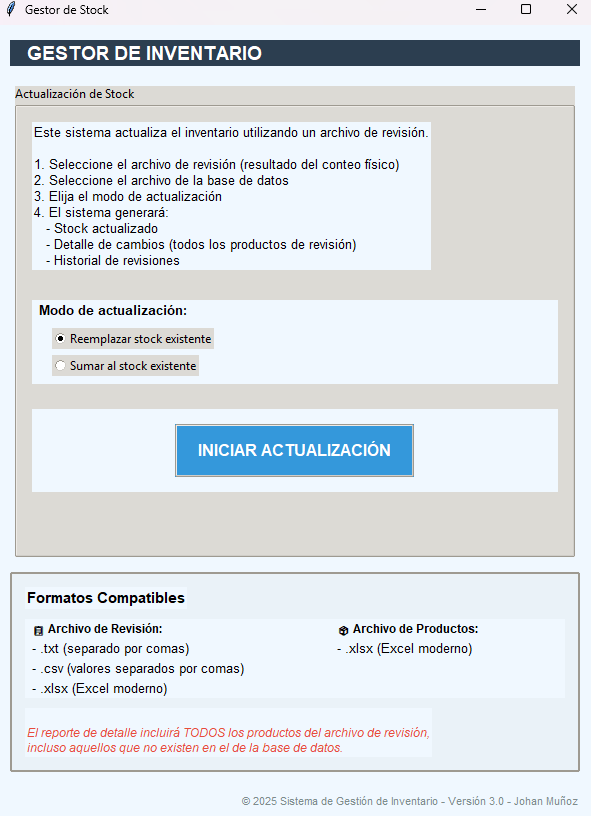 Gestor de Stock
GESTOR DE INVENTARIO
Actualización de Stock
Este sistema actualiza el inventario utilizando un archivo de revisión.
1. Seleccione el archivo de revisión (resultado del conteo físico)
2. Seleccione el archivo de la base de datos
3. Elija el modo de actualización
4. El sistema generará:
- Stock actualizado
- Detalle de cambios (todos los productos de revisión)
- Historial de revisiones
Modo de actualización:
Reemplazar stock existente
Sumar al stock existente
INICIAR ACTUALIZACIÓN
Formatos Compatibles
Archivo de Revisión:
- .txt (separado por comas)
- .csv (valores separados por comas)
- .xlsx (Excel moderno)
Archivo de Productos:
- .xlsx (Excel moderno)
El reporte de detalle incluirá TODOS los productos del archivo de revisión,
incluso aquellos que no existen en el de la base de datos.
© 2025 Sistema de Gestión de Inventario - Versión 3.0 - Johan Muñoz